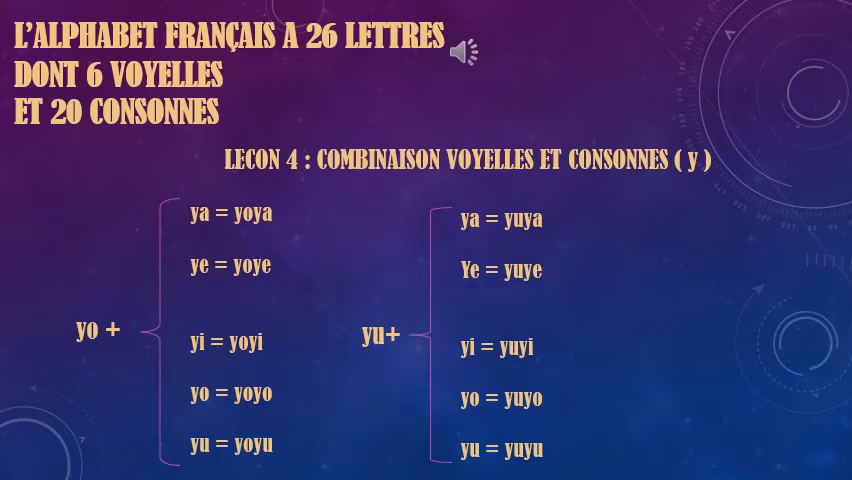 L'ALPHABET FRANÇAIS A 26 LETTRES
DONT 6 VOYELLES
ET 20 CONSONNES
LECON 4 : COMBINAISON VOYELLES ET CONSONNES ( y )
yo +
ya = yoya
ye = yoye
yi = yoyi
yo = yoyo
yu = yoyu
yu+
ya = yuya
Ye = yuye
yi = yuyi
yo = yuyo
yu = yuyu